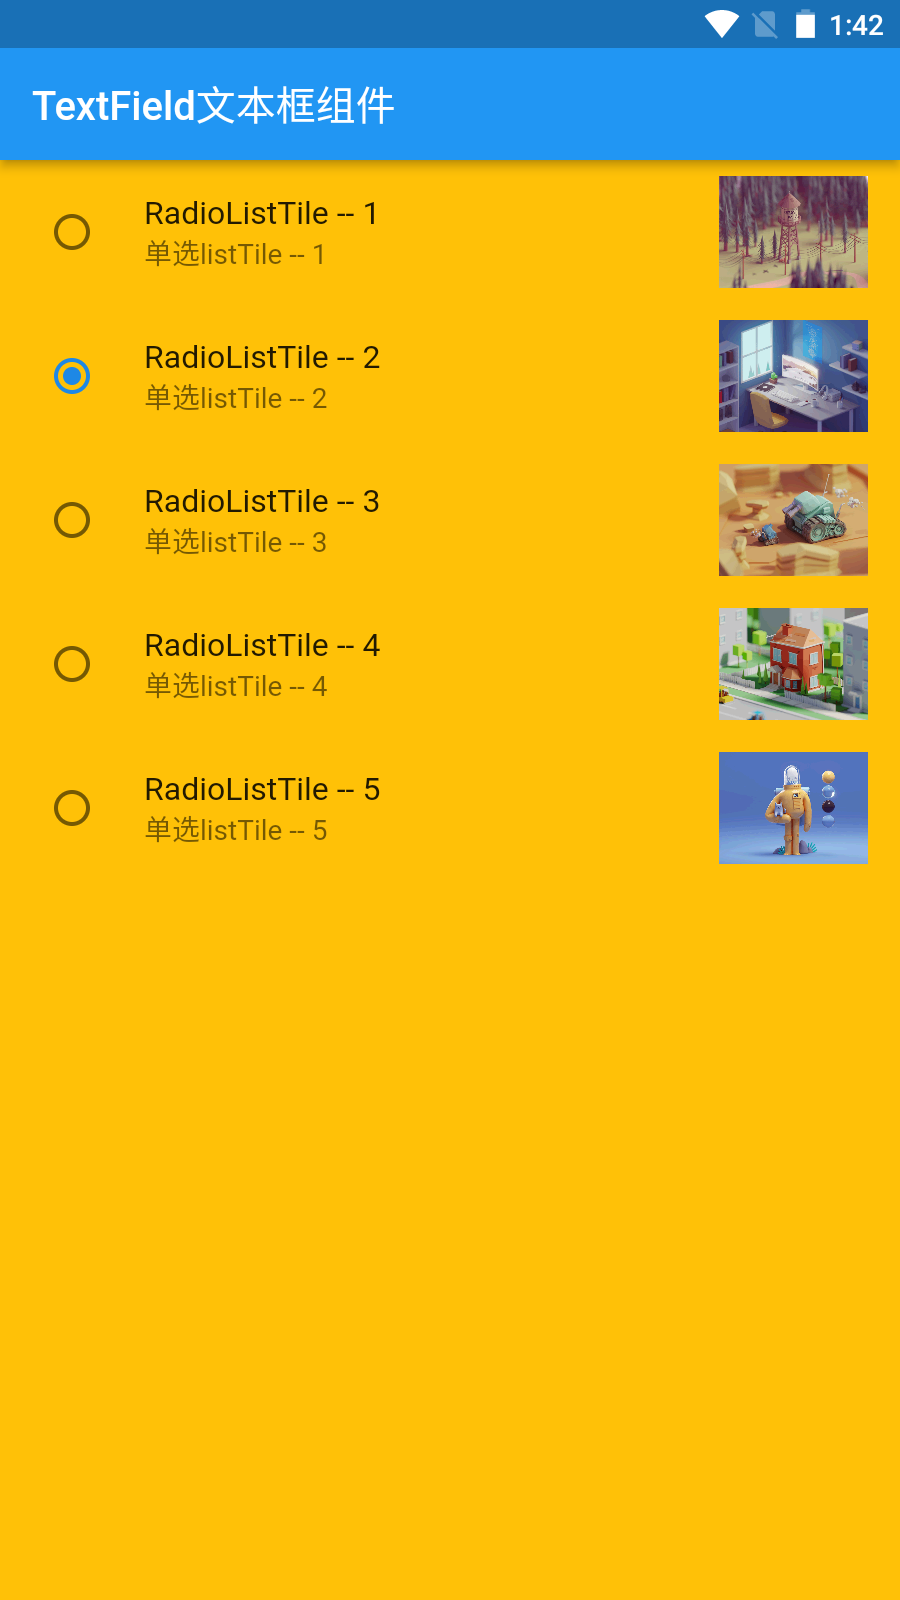 1:42
TextField文本框组件
RadioListTile -- 1
单选listTile -- 1
RadioListTile -- 2
单选listTile -- 2
RadioListTile -- 3
单选listTile -- 3
RadioListTile -- 4
单选listTile -- 4
RadioListTile -- 5
单选listTile -- 5